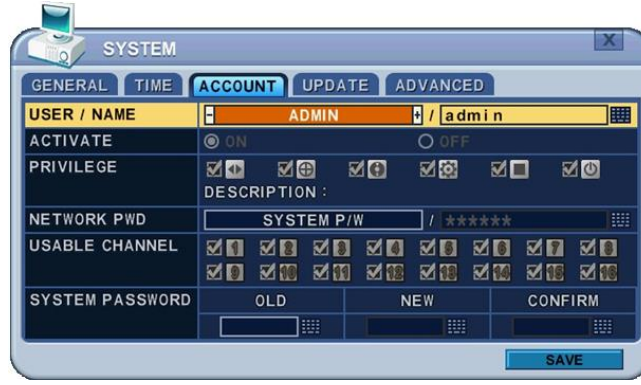 SYSTEM
X
GENERAL TIME ACCOUNT UPDATE ADVANCED
USER / NAME - ADMIN + / admin
ACTIVATE ON OFF
PRIVILEGE
DESCRIPTION :
NETWORK PWD SYSTEM P/W / ******
USABLE CHANNEL 1 2 3 4 5 6 7 8
9 10 11 12 13 14 15 16
SYSTEM PASSWORD OLD NEW CONFIRM
SAVE